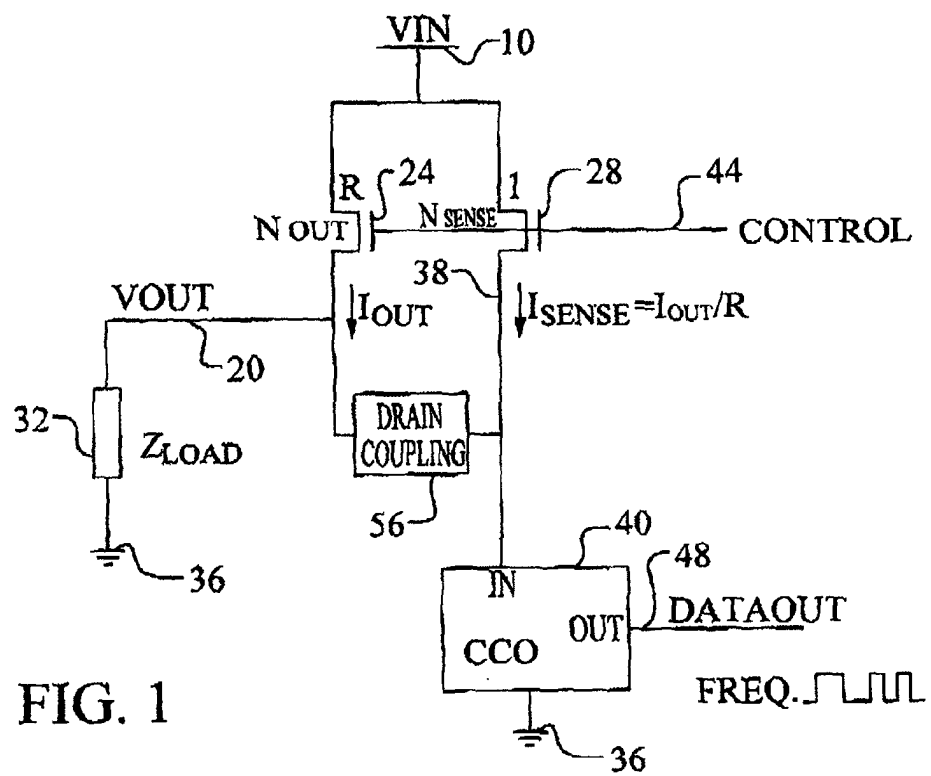 VIN
10
R 24 1 28 44
N OUT N SENSE CONTROL
38
VOUT I OUT I SENSE = I OUT/R
20
32 Z LOAD DRAIN
COUPLING
56
36 40 48
IN
OUT DATAOUT
CCO
FREQ.
FIG. 1
36